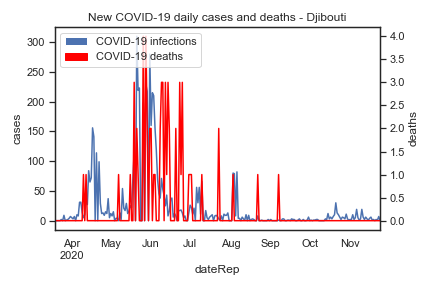 New COVID-19 daily cases and deaths - Djibouti
COVID-19 infections
COVID-19 deaths
300
250
200
150
100
50
0
cases
4.0
3.5
3.0
2.5
2.0
1.5
1.0
0.5
0.0
deaths
Apr May Jun Jul Aug Sep Oct Nov
2020
dateRep